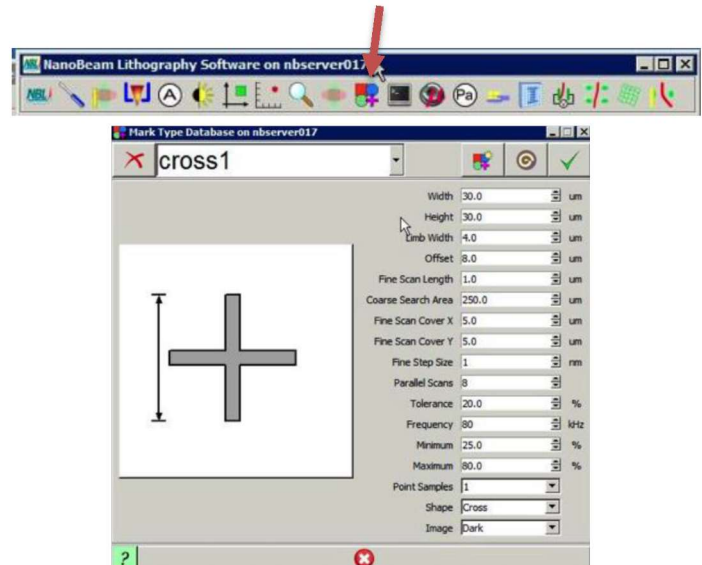 NBL NanoBeam Lithography Software on nbserver017
NBL A Pa
Mark Type Database on nbserver017
cross1
Width 30.0 um
Height 30.0 um
Limb Width 4.0 um
Offset 8.0 um
Fine Scan Length 1.0 um
Coarse Search Area 250.0 um
Fine Scan Cover X 5.0 um
Fine Scan Cover Y 5.0 um
Fine Step Size 1 nm
Parallel Scans 8
Tolerance 20.0 %
Frequency 80 kHz
Minimum 25.0 %
Maximum 80.0 %
Point Samples 1
Shape Cross
Image Dark
?